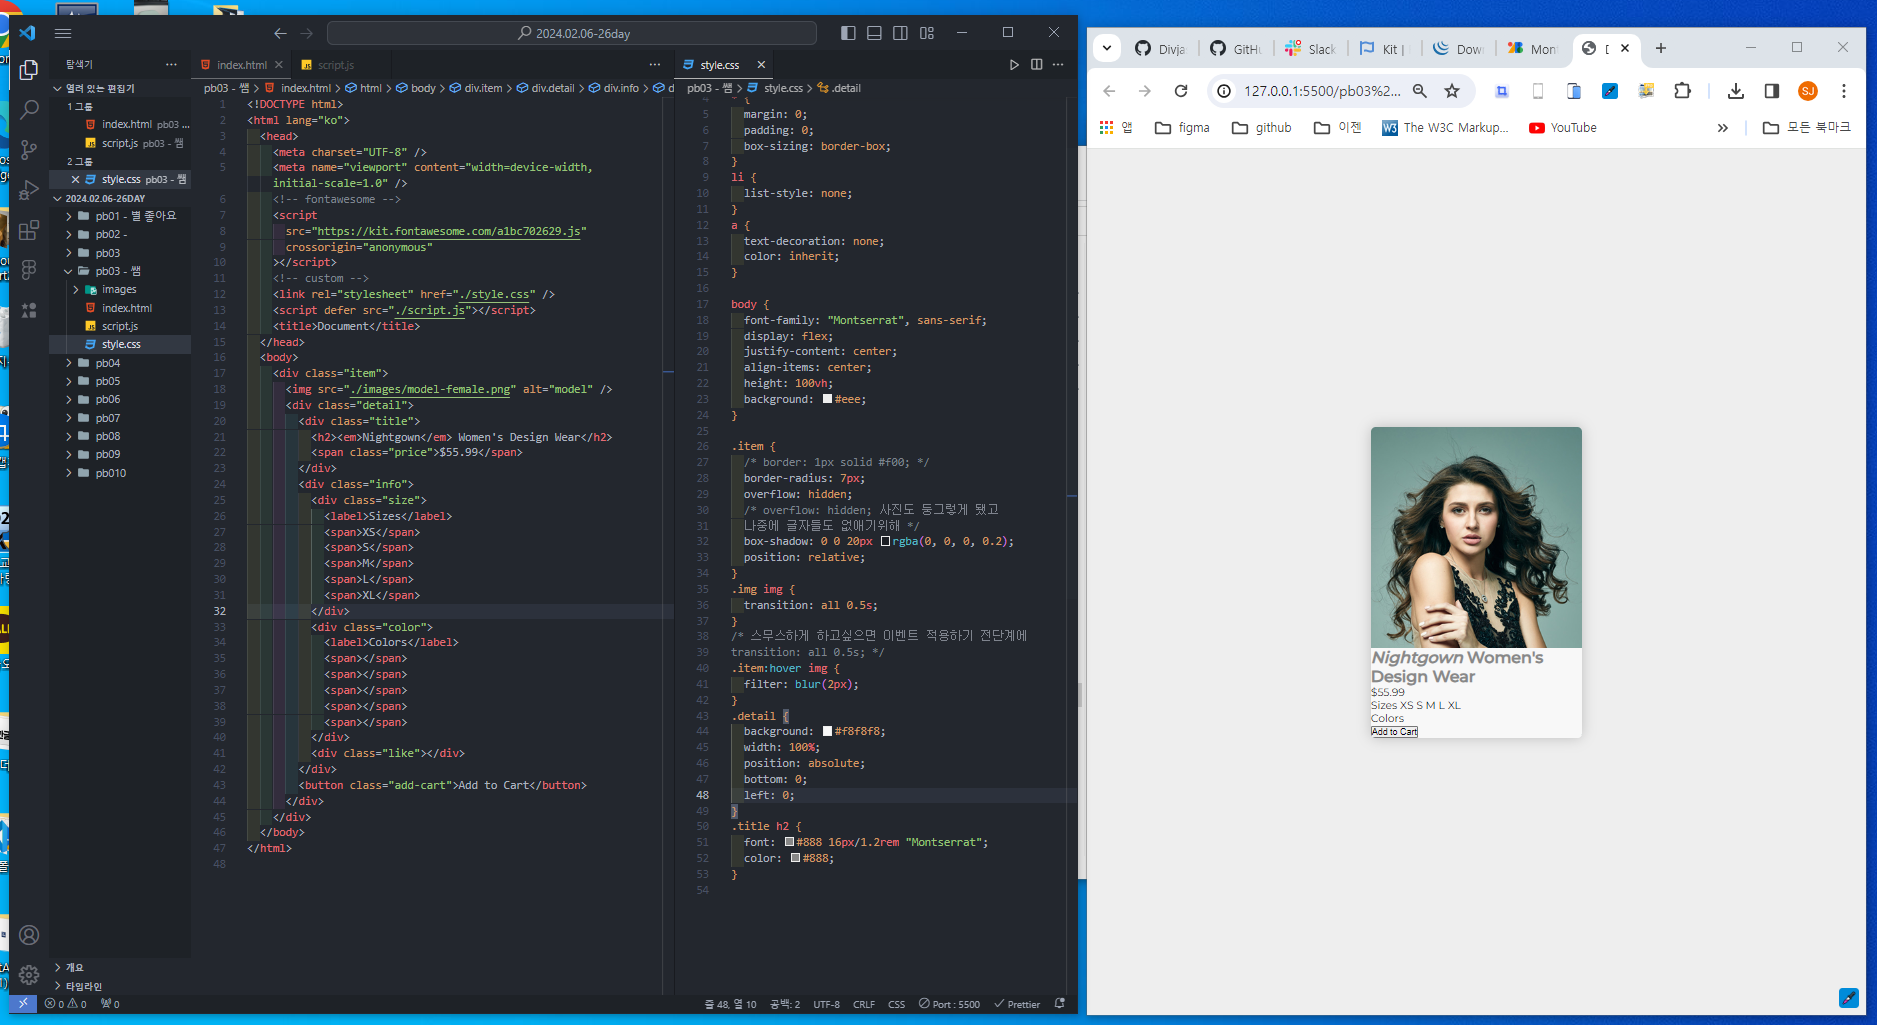 2024.02.06-26day
탐색기
열려 있는 편집기
1 그룹
index.html pb03 ...
script.js pb03 - 쌤
2 그룹
style.css pb03 - 쌤
2024.02.06-26DAY
pb01 - 별 좋아요
pb02 -
pb03
pb03 - 쌤
images
index.html
script.js
style.css
pb04
pb05
pb06
pb07
pb08
pb09
pb010
개요
타임라인
index.html
script.js
pb03 - 쌤 > index.html > html > body > div.item > div.detail > div.info > d
1 <!DOCTYPE html>
2 <html lang="ko">
3 <head>
4 <meta charset="UTF-8" />
5 <meta name="viewport" content="width=device-width,
initial-scale=1.0" />
6 <!-- fontawesome -->
7 <script
8 src="https://kit.fontawesome.com/a1bc702629.js"
9 crossorigin="anonymous"
10 ></script>
11 <!-- custom -->
12 <link rel="stylesheet" href="./style.css" />
13 <script defer src="./script.js"></script>
14 <title>Document</title>
15 </head>
16 <body>
17 <div class="item">
18 <img src="./images/model-female.png" alt="model" />
19 <div class="detail">
20 <div class="title">
21 <h2><em>Nightgown</em> Women's Design Wear</h2>
22 <span class="price">$55.99</span>
23 </div>
24 <div class="info">
25 <div class="size">
26 <label>Sizes</label>
27 <span>XS</span>
28 <span>S</span>
29 <span>M</span>
30 <span>L</span>
31 <span>XL</span>
32 </div>
33 <div class="color">
34 <label>Colors</label>
35 <span></span>
36 <span></span>
37 <span></span>
38 <span></span>
39 <span></span>
40 </div>
41 <div class="like"></div>
42 </div>
43 <button class="add-cart">Add to Cart</button>
44 </div>
45 </div>
46 </body>
47 </html>
48
style.css
pb03 - 쌤 > style.css > .detail
4 {
5 margin: 0;
6 padding: 0;
7 box-sizing: border-box;
8 }
9 li {
10 list-style: none;
11 }
12 a {
13 text-decoration: none;
14 color: inherit;
15 }
16
17 body {
18 font-family: "Montserrat", sans-serif;
19 display: flex;
20 justify-content: center;
21 align-items: center;
22 height: 100vh;
23 background: #eee;
24 }
25
26 .item {
27 /* border: 1px solid #f00; */
28 border-radius: 7px;
29 overflow: hidden;
30 /* overflow: hidden; 사진도 둥그렇게 됐고
31 나중에 글자들도 없애기위해 */
32 box-shadow: 0 0 20px rgba(0, 0, 0, 0.2);
33 position: relative;
34 }
35 .img img {
36 transition: all 0.5s;
37 }
38 /* 스무스하게 하고싶으면 이벤트 적용하기 전단계에
39 transition: all 0.5s; */
40 .item:hover img {
41 filter: blur(2px);
42 }
43 .detail {
44 background: #f8f8f8;
45 width: 100%;
46 position: absolute;
47 bottom: 0;
48 left: 0;
49 }
50 .title h2 {
51 font: #888 16px/1.2rem "Montserrat";
52 color: #888;
53 }
54
0 0 0
줄 48, 열 10 공백: 2 UTF-8 CRLF CSS Port : 5500 Prettier
Divja GitHu Slack Kit | Dow Mont D
127.0.0.1:5500/pb03%2... SJ
앱 figma github 이젠 The W3C Markup... YouTube » 모든 북마크
Nightgown Women's
Design Wear
$55.99
Sizes XS S M L XL
Colors
Add to Cart